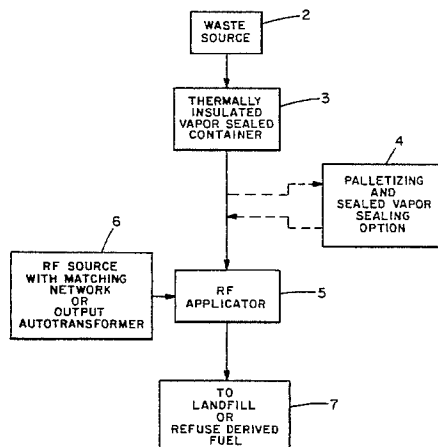 2
WASTE
SOURCE
3
THERMALLY
INSULATED
VAPOR SEALED
CONTAINER
4
PALLETIZING
AND
SEALED VAPOR
SEALING
OPTION
6
RF SOURCE
WITH MATCHING
NETWORK
OR
OUTPUT
AUTOTRANSFORMER
5
RF
APPLICATOR
7
TO
LANDFILL
OR
REFUSE DERIVED
FUEL